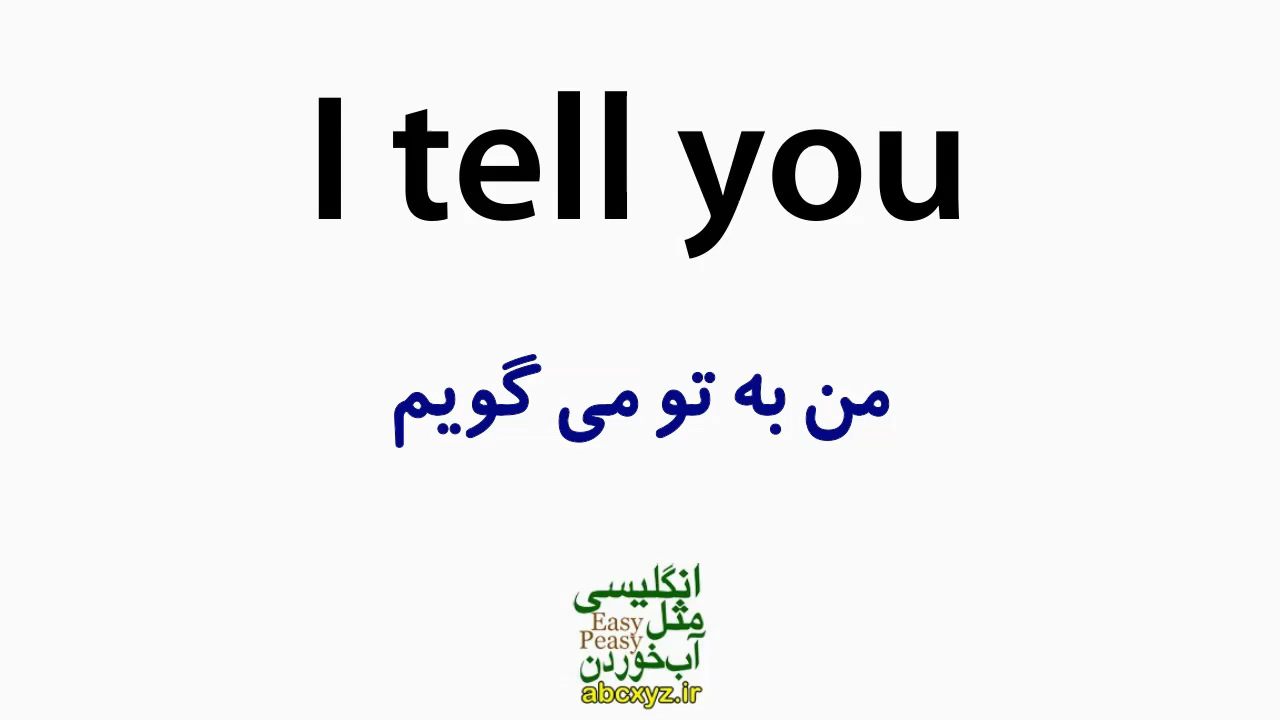 I tell you
من به تو می گویم
انگلیسی
مثل Easy
Peasy
آب خوردن
abcxyz.ir